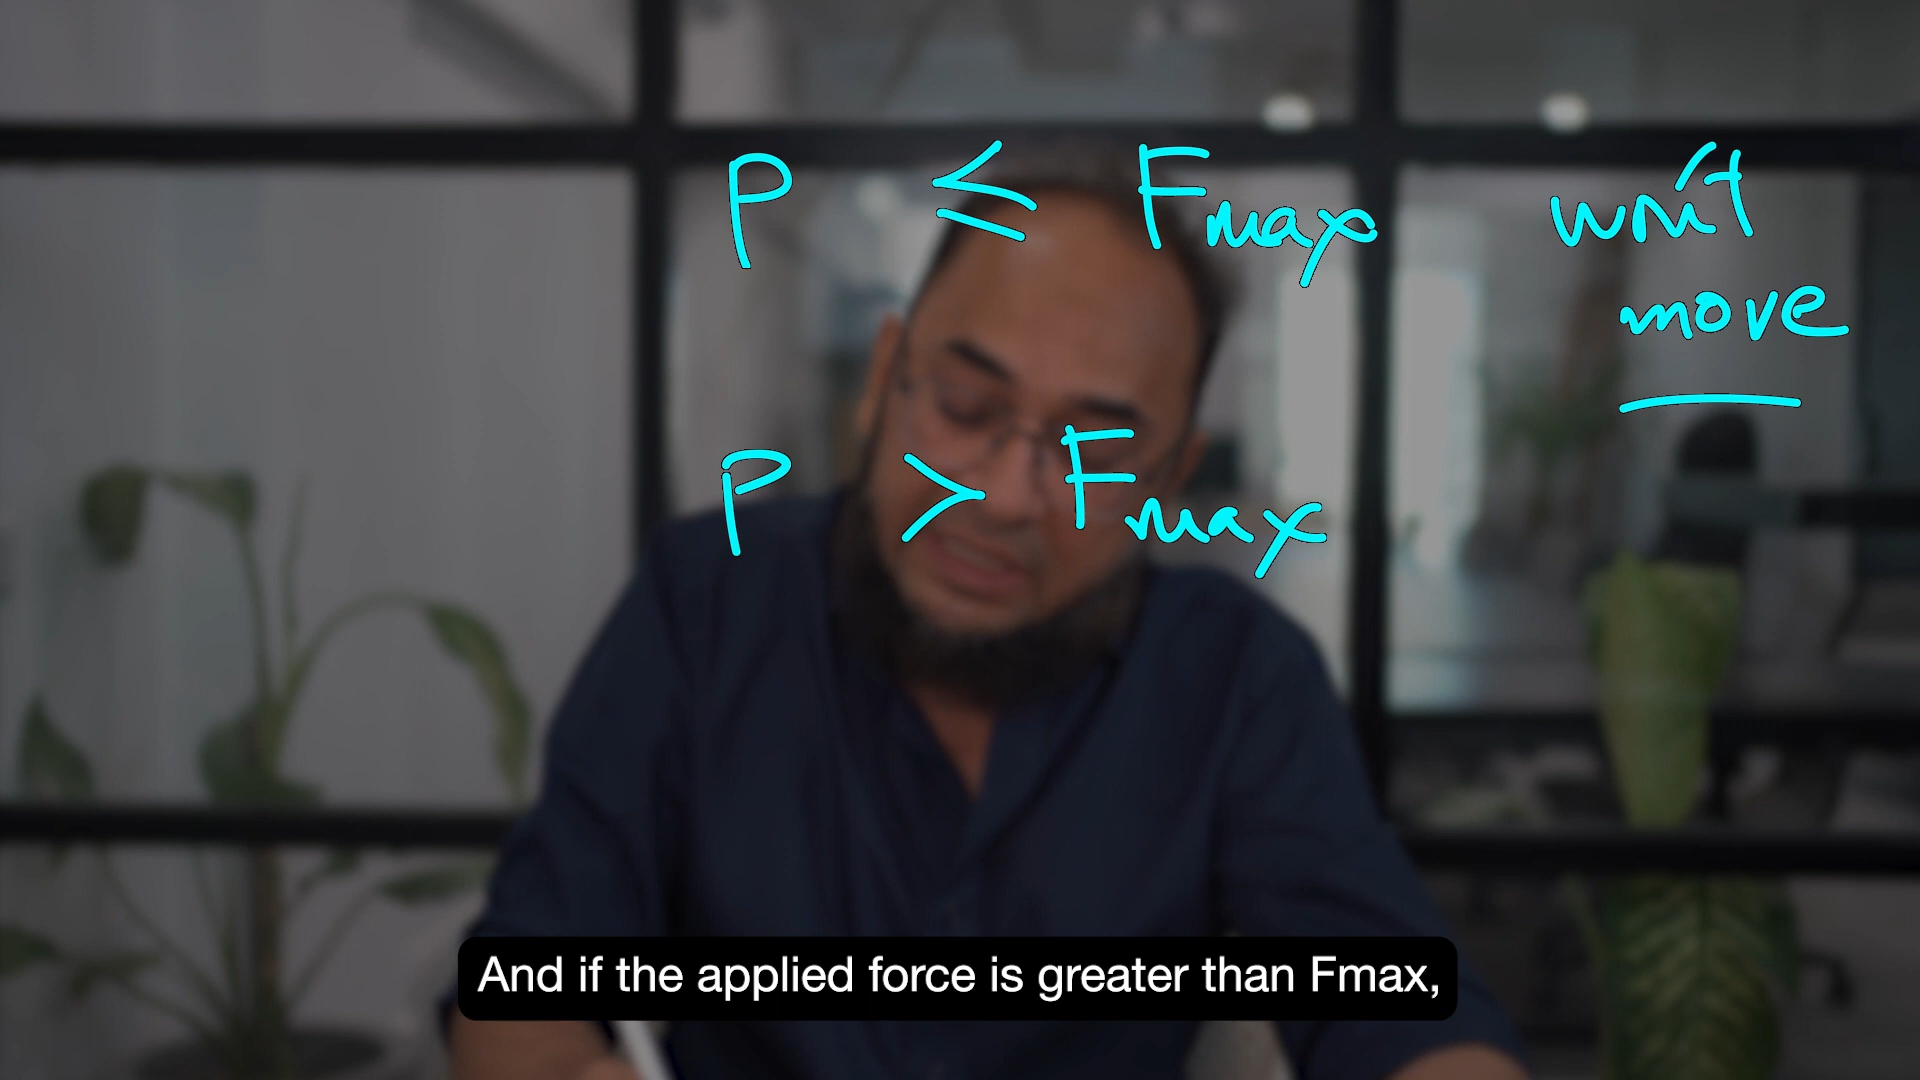 P ≤ Fmax won't
move
P > Fmax
And if the applied force is greater than Fmax,